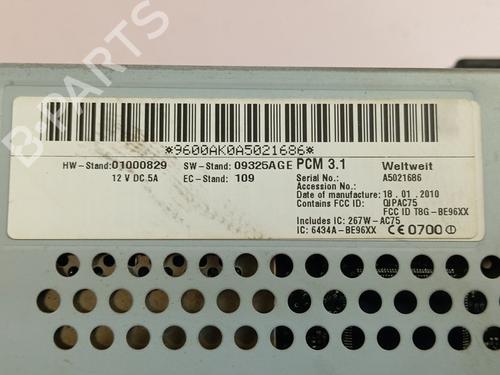 *9600AK0A5021686*
HW-Stand: 01000829 SW-Stand: 09325AGE PCM 3.1 Weltweit
12 V DC: 5A EC-Stand: 109 Serial No.: A5021686
Accession No.:
Date of Manufacture: 18.01.2010
Contains FCC ID: QIPAC75
FCC ID T8G-BE96XX
Includes IC: 267W-AC75
IC: 6434A-BE96XX CE 0700
B-PARTS